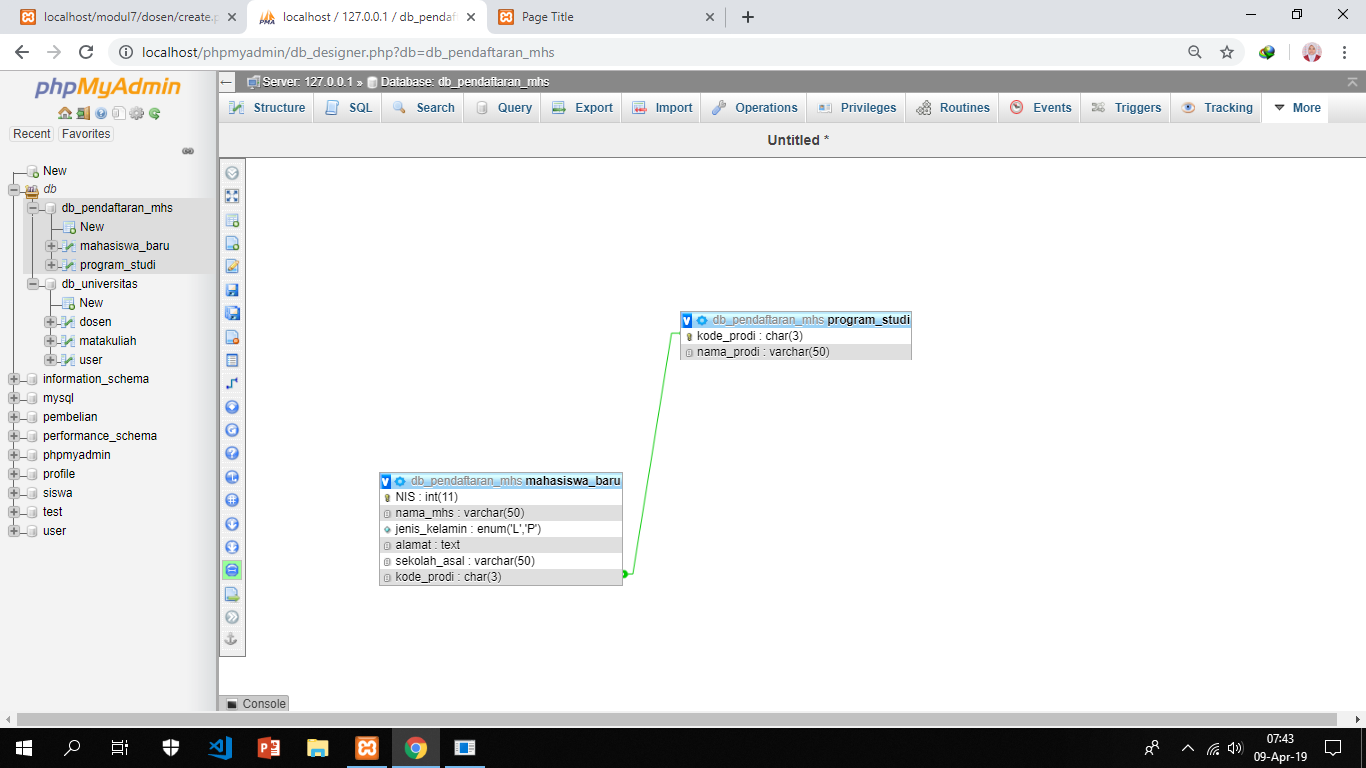 localhost/modul7/dosen/create.p
localhost / 127.0.0.1 / db_pendaft
Page Title
localhost/phpmyadmin/db_designer.php?db=db_pendaftaran_mhs
phpMyAdmin
Recent Favorites
New
db
db_pendaftaran_mhs
New
mahasiswa_baru
program_studi
db_universitas
New
dosen
matakuliah
user
information_schema
mysql
pembelian
performance_schema
phpmyadmin
profile
siswa
test
user
Server: 127.0.0.1 » Database: db_pendaftaran_mhs
Structure SQL Search Query Export Import Operations Privileges Routines Events Triggers Tracking More
Untitled *
db_pendaftaran_mhs program_studi
kode_prodi : char(3)
nama_prodi : varchar(50)
db_pendaftaran_mhs mahasiswa_baru
NIS : int(11)
nama_mhs : varchar(50)
jenis_kelamin : enum('L','P')
alamat : text
sekolah_asal : varchar(50)
kode_prodi : char(3)
Console
07:43
09-Apr-19